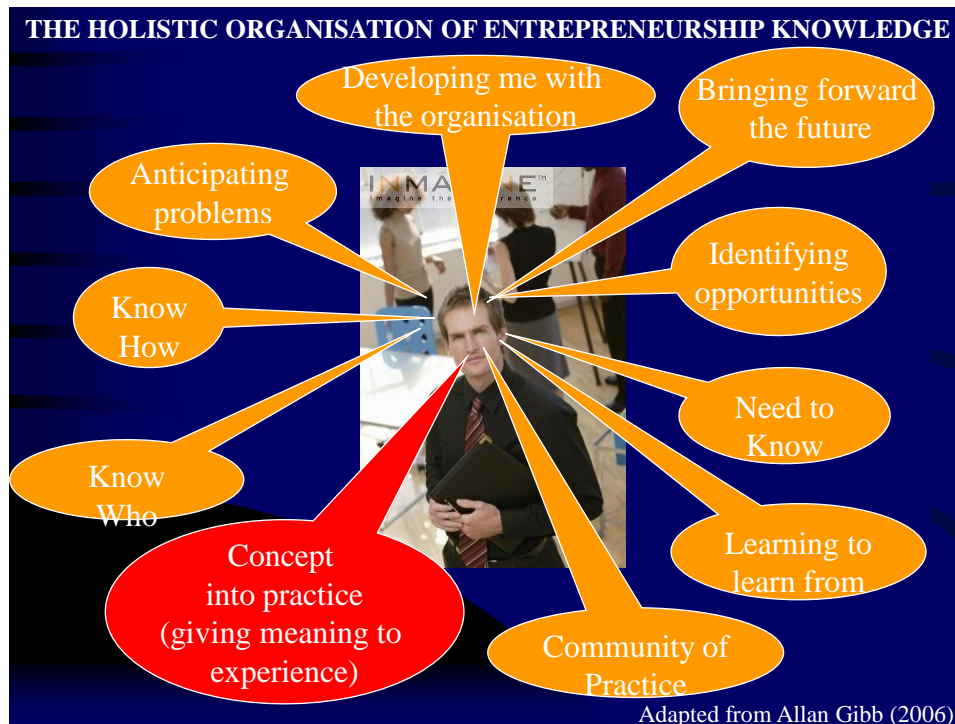 THE HOLISTIC ORGANISATION OF ENTREPRENEURSHIP KNOWLEDGE
Developing me with
the organisation
Bringing forward
the future
Anticipating
problems
INMAGINE™
Identifying
opportunities
Know
How
Need to
Know
Know
Who
Concept
into practice
(giving meaning to
experience)
Learning to
learn from
Community of
Practice
Adapted from Allan Gibb (2006)